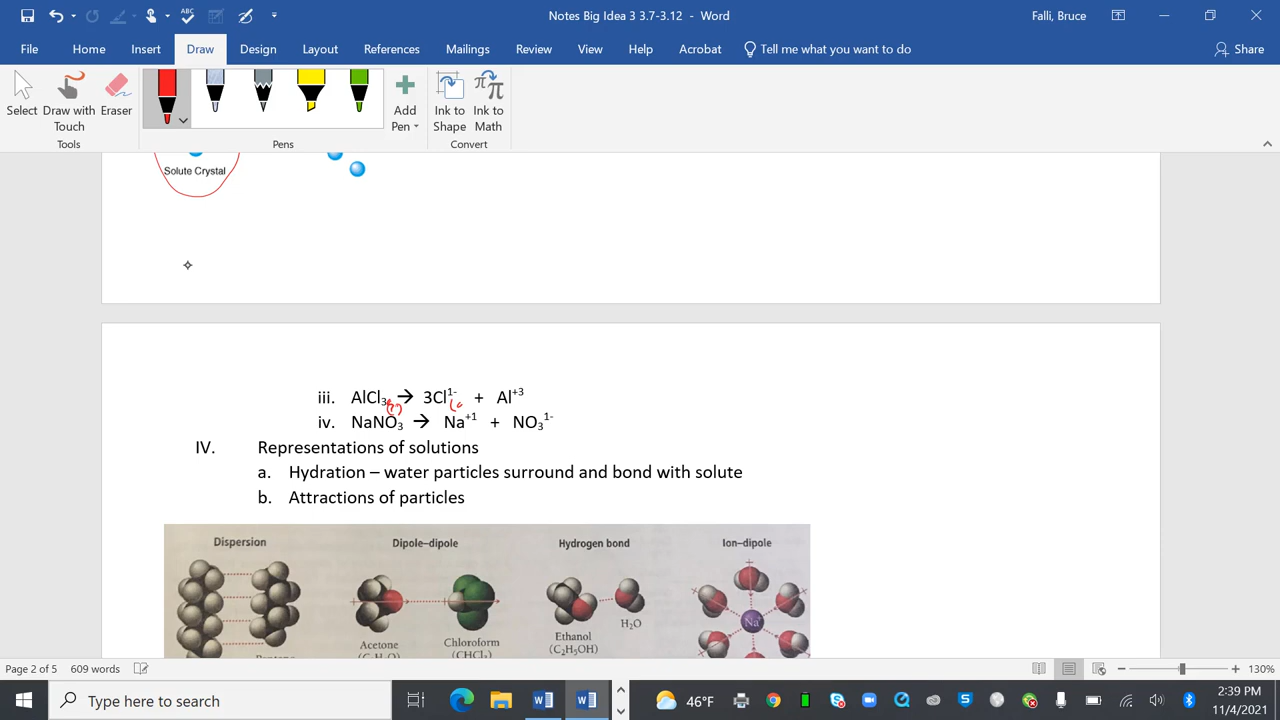 Notes Big Idea 3 3.7-3.12 - Word
Falli, Bruce
File Home Insert Draw Design Layout References Mailings Review View Help Acrobat Tell me what you want to do Share
Select
Draw with Touch
Eraser
Add Pen
Ink to Shape
Ink to Math
Tools
Pens
Convert
Solute Crystal
iii. AlCl₃ → 3Cl¹⁻ + Al⁺³
iv. NaNO₃ → Na⁺¹ + NO₃¹⁻
IV. Representations of solutions
a. Hydration – water particles surround and bond with solute
b. Attractions of particles
Dispersion Dipole–dipole Hydrogen bond Ion–dipole
Na⁺
H₂O
Acetone
Chloroform
(CHCl₃)
Ethanol
(C₂H₅OH)
Page 2 of 5 609 words 130%
Type here to search
46°F
2:39 PM
11/4/2021